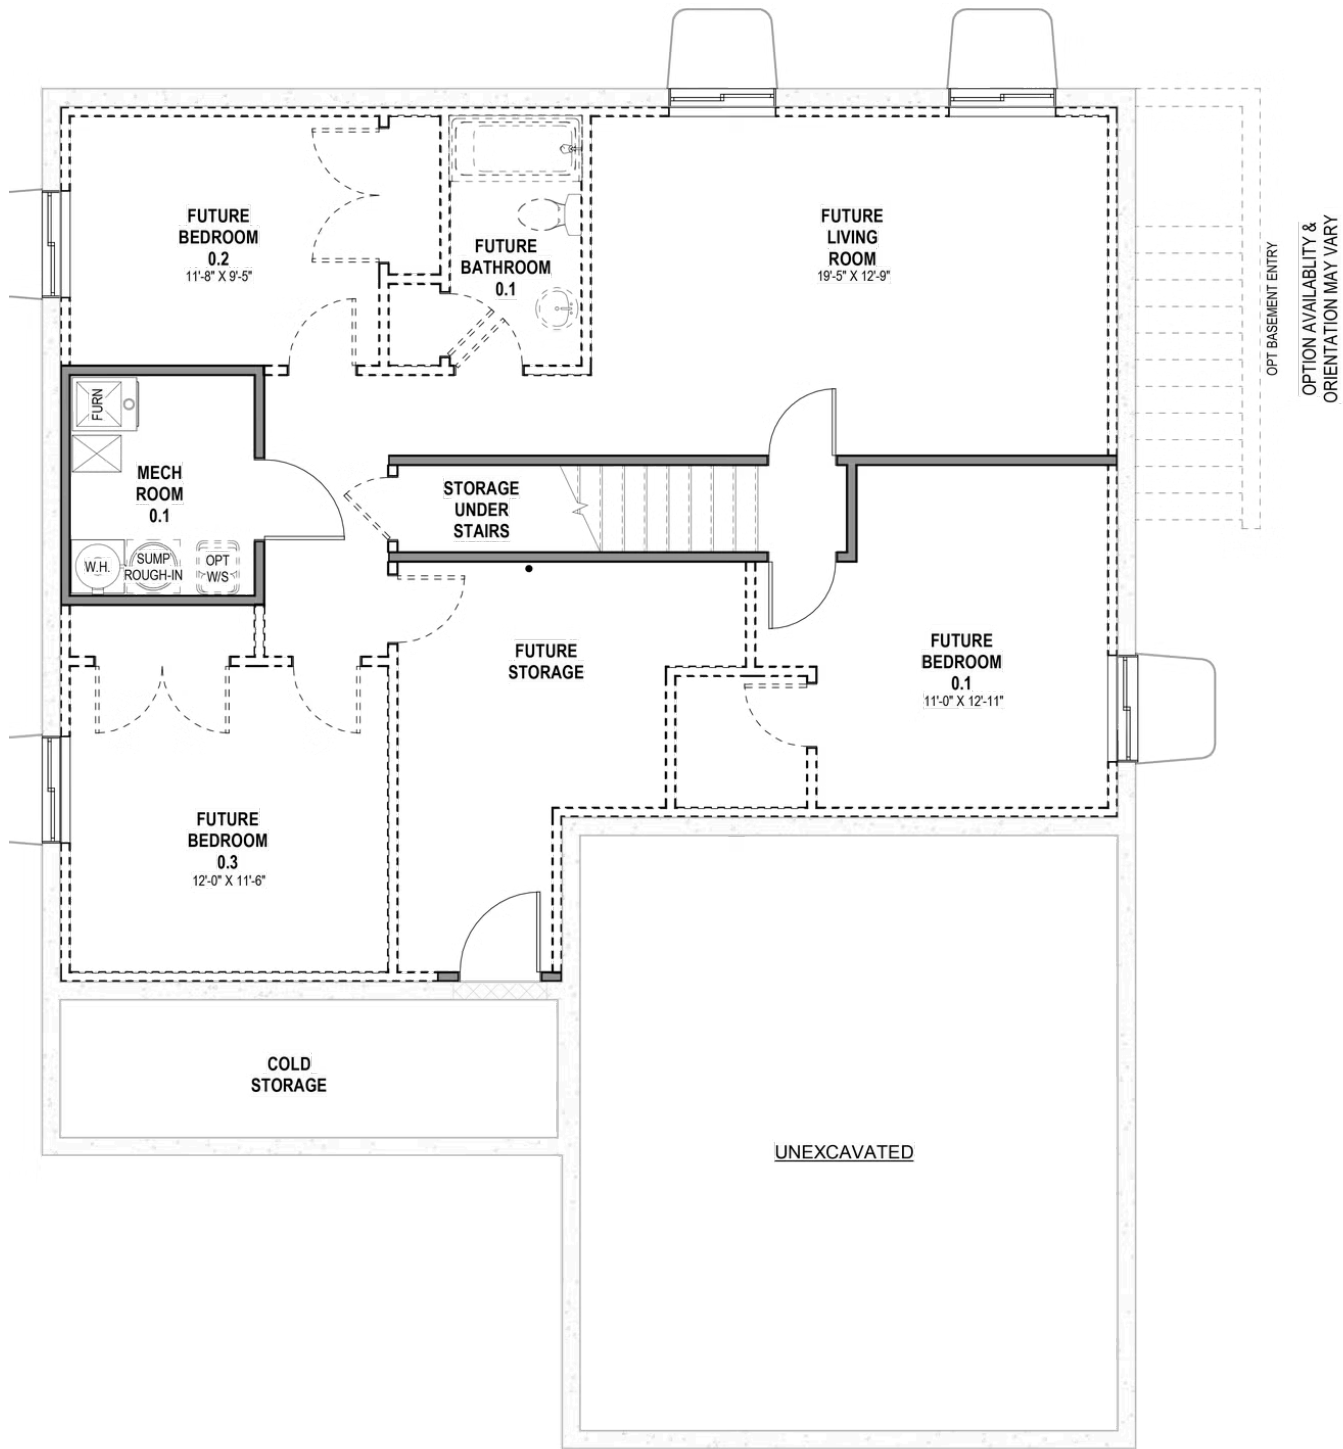 FUTURE
BEDROOM
0.2
11'-8" X 9'-5"
FUTURE
BATHROOM
0.1
FUTURE
LIVING
ROOM
19'-5" X 12'-9"
OPT BASEMENT ENTRY
OPTION AVAILABLITY &
ORIENTATION MAY VARY
FURN
MECH
ROOM
0.1
W.H.
SUMP
ROUGH-IN
OPT
W/S
STORAGE
UNDER
STAIRS
FUTURE
STORAGE
FUTURE
BEDROOM
0.1
11'-0" X 12'-11"
FUTURE
BEDROOM
0.3
12'-0" X 11'-6"
COLD
STORAGE
UNEXCAVATED